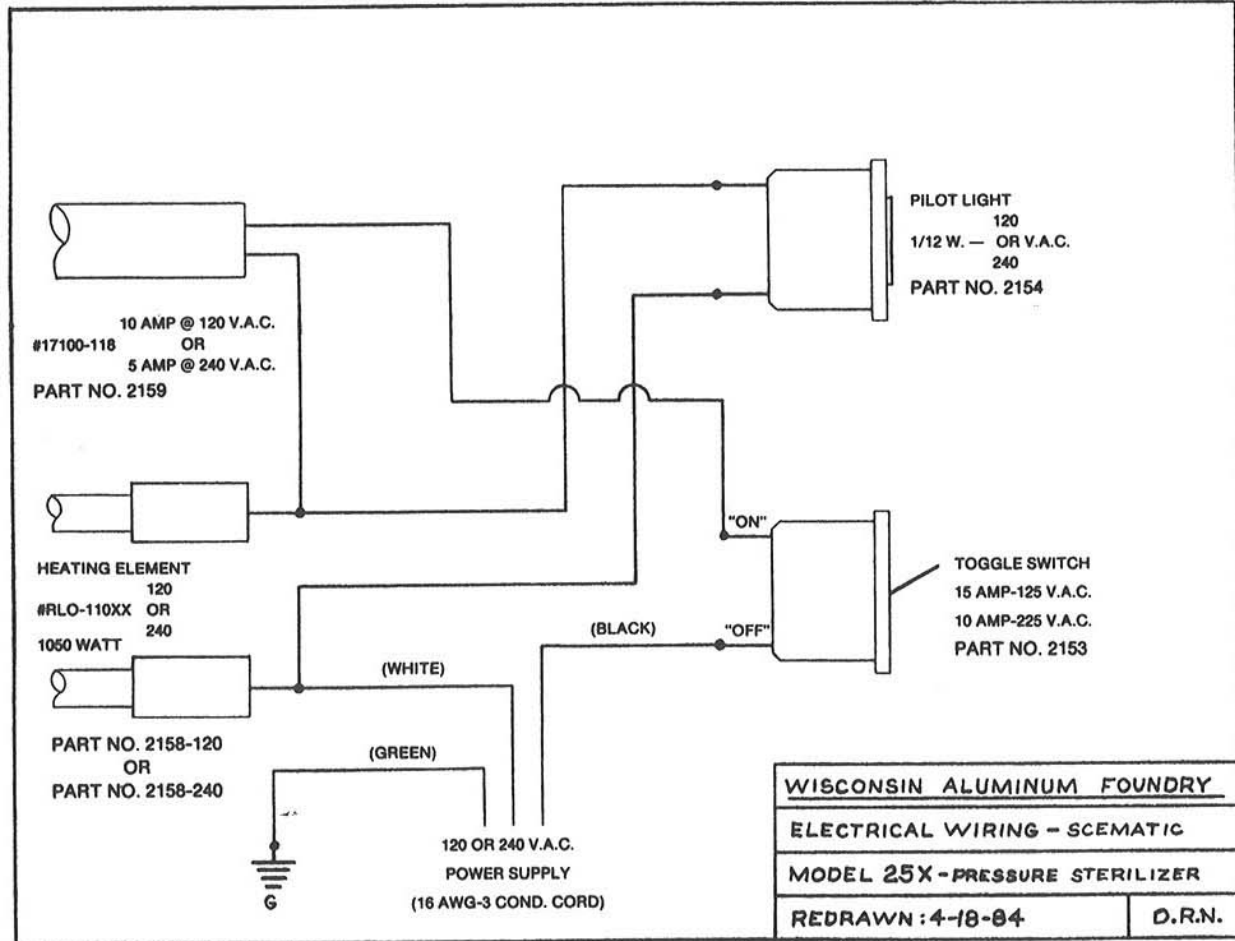 10 AMP @ 120 V.A.C.
#17100-118 OR
5 AMP @ 240 V.A.C.
PART NO. 2159
PILOT LIGHT
120
1/12 W. — OR V.A.C.
240
PART NO. 2154
HEATING ELEMENT
120
#RLO-110XX OR
240
1050 WATT
PART NO. 2158-120
OR
PART NO. 2158-240
"ON"
(BLACK) "OFF"
TOGGLE SWITCH
15 AMP-125 V.A.C.
10 AMP-225 V.A.C.
PART NO. 2153
(WHITE)
(GREEN)
G
120 OR 240 V.A.C.
POWER SUPPLY
(16 AWG-3 COND. CORD)
WISCONSIN ALUMINUM FOUNDRY
ELECTRICAL WIRING - SCEMATIC
MODEL 25X-PRESSURE STERILIZER
REDRAWN: 4-18-84 D.R.N.